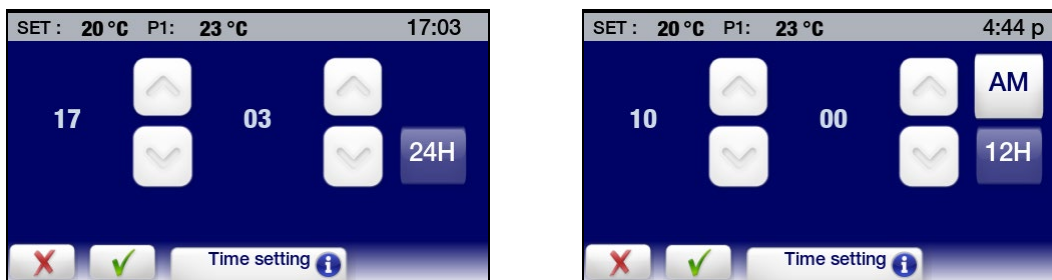 SET : 20 °C P1: 23 °C 17:03
17 03
24H
Time setting
SET : 20 °C P1: 23 °C 4:44 p
AM
10 00
12H
Time setting